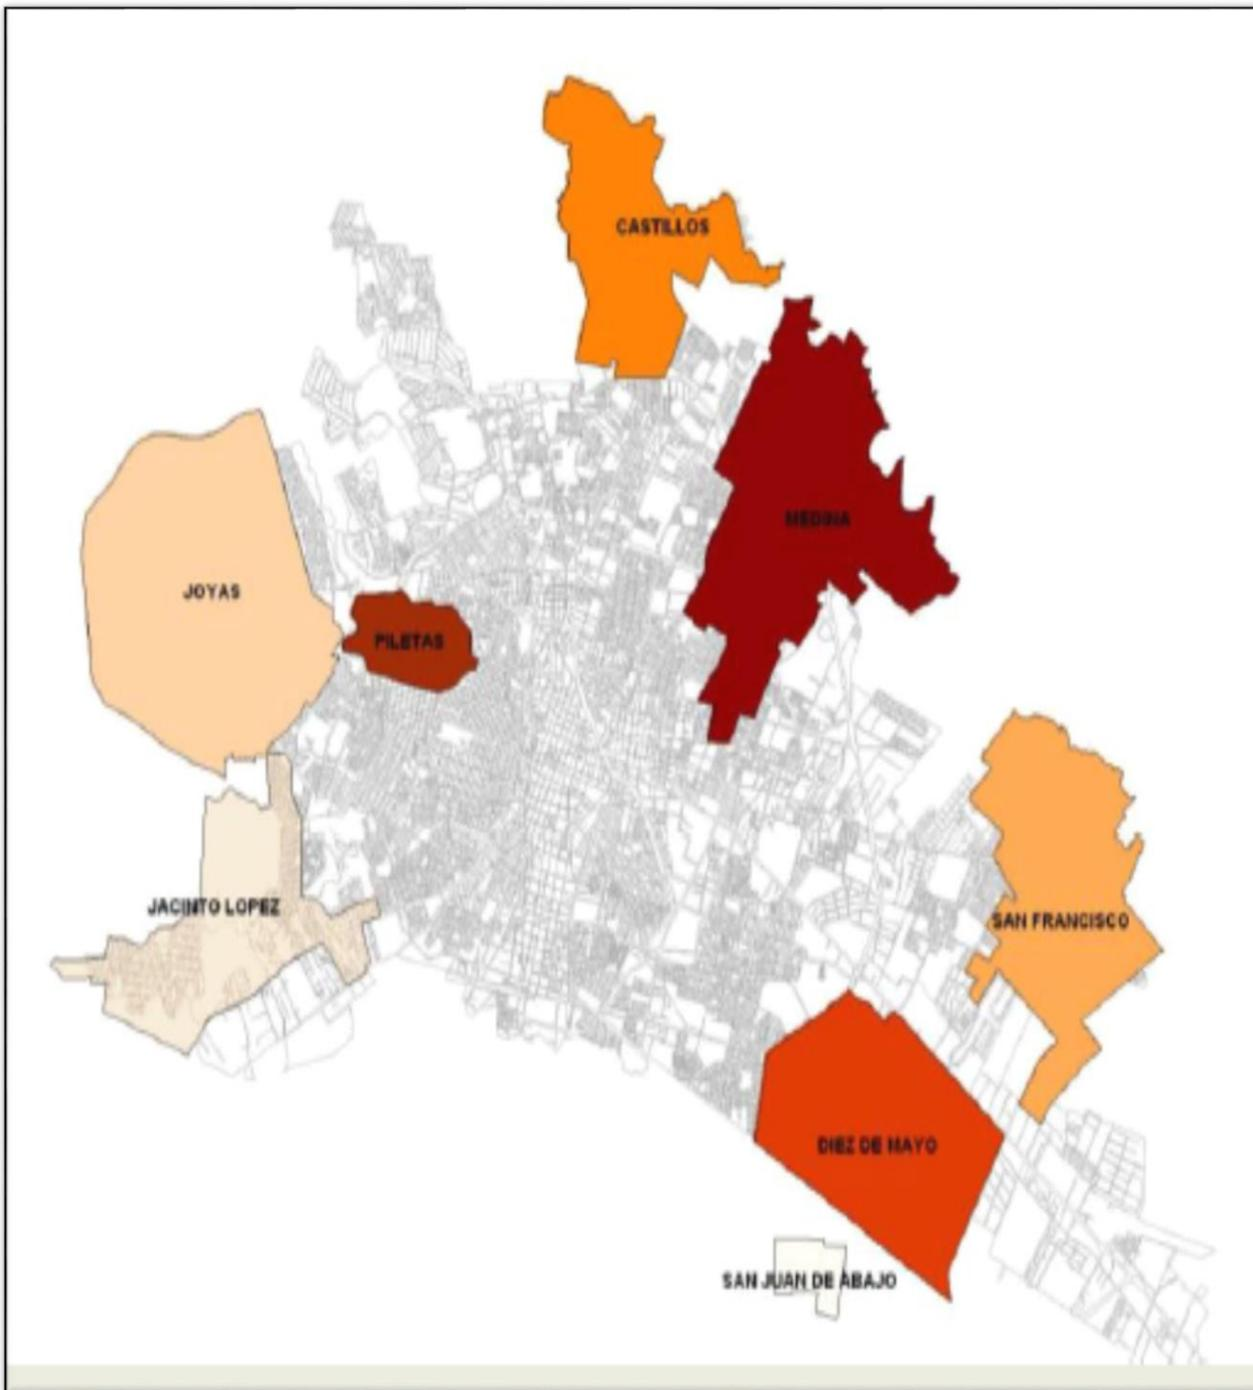 CASTILLOS
MEDINA
JOYAS
PILETAS
JACINTO LOPEZ
SAN FRANCISCO
DIEZ DE MAYO
SAN JUAN DE ABAJO